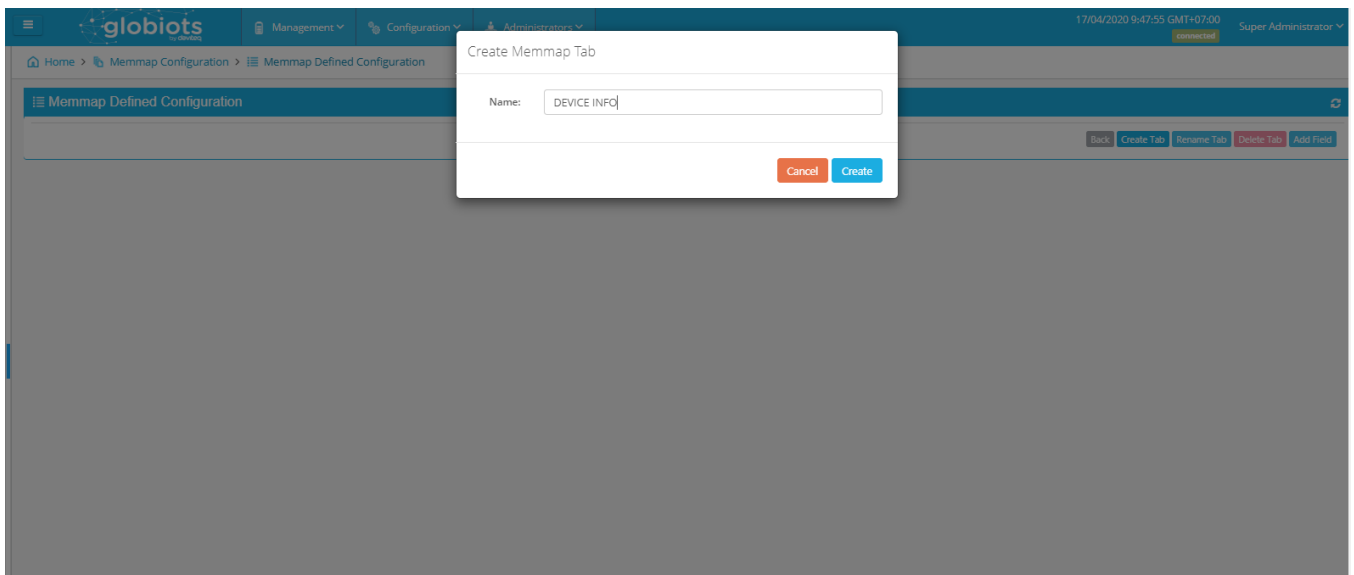 globiots
by deviceq
Management
Configuration
Administrators
17/04/2020 9:47:55 GMT+07:00
connected
Super Administrator
Home > Memmap Configuration > Memmap Defined Configuration
Create Memmap Tab
Name: DEVICE INFO
Cancel Create
Memmap Defined Configuration
Back Create Tab Rename Tab Delete Tab Add Field